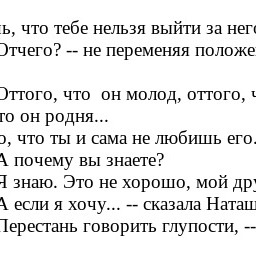 ь, что тебе нельзя выйти за него
Отчего? -- не переменяя положе
Оттого, что он молод, оттого, ч
то он родня...
о, что ты и сама не любишь его.
А почему вы знаете?
Я знаю. Это не хорошо, мой дру
А если я хочу... -- сказала Наташ
Перестань говорить глупости, --